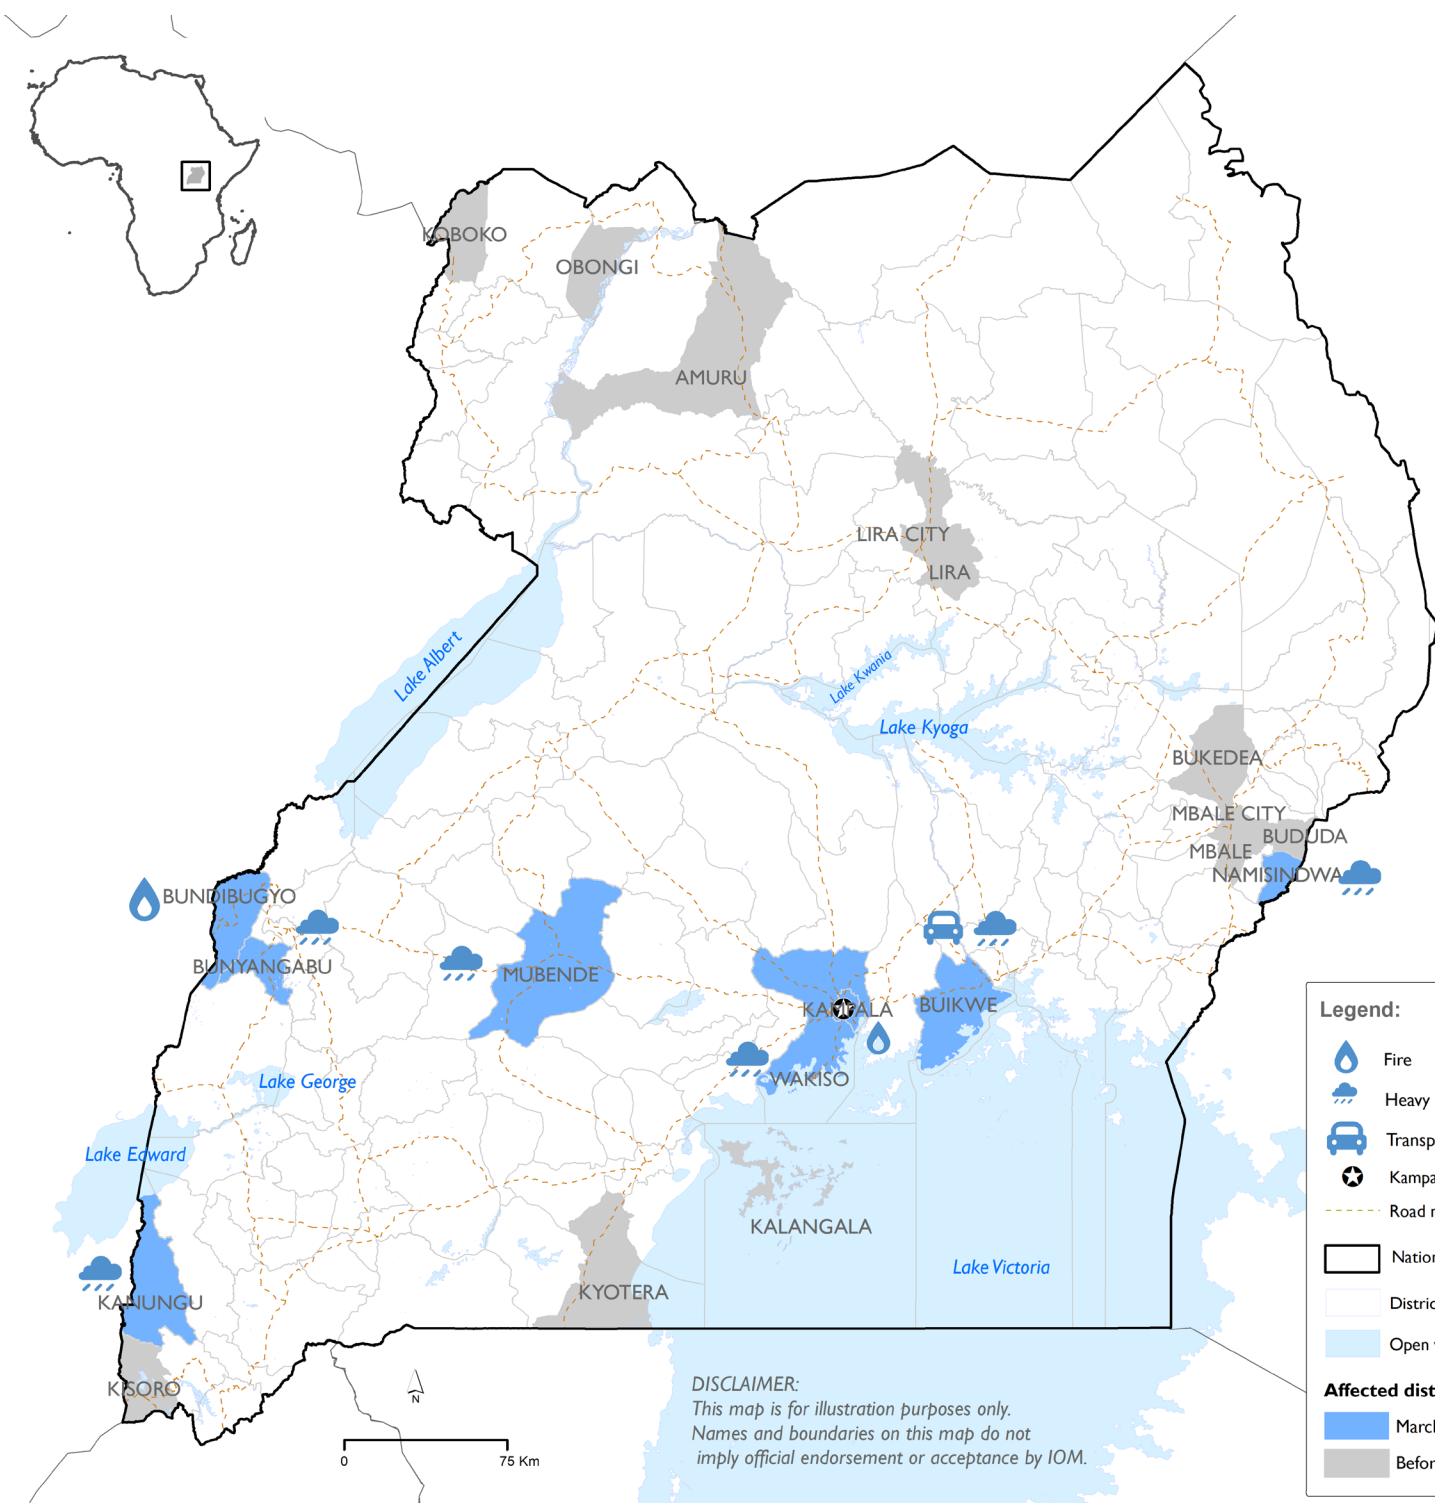 KOBOKO
OBONGI
AMURU
LIRA CITY
LIRA
Lake Albert
Lake Kwania
Lake Kyoga
BUKEDEA
MBALE CITY
BUDUDA
MBALE
NAMISINDWA
BUNDIBUGYO
BUNYANGABU
MUBENDE
KAMPALA
BUIKWE
WAKISO
Lake George
Lake Edward
KALANGALA
Lake Victoria
KYOTERA
KANUNGU
KISORO
N
0 75 Km
DISCLAIMER:
This map is for illustration purposes only.
Names and boundaries on this map do not
imply official endorsement or acceptance by IOM.
Legend:
Fire
Heavy
Transp
Kampa
Road
Nation
Distric
Open
Affected dist
March
Befor